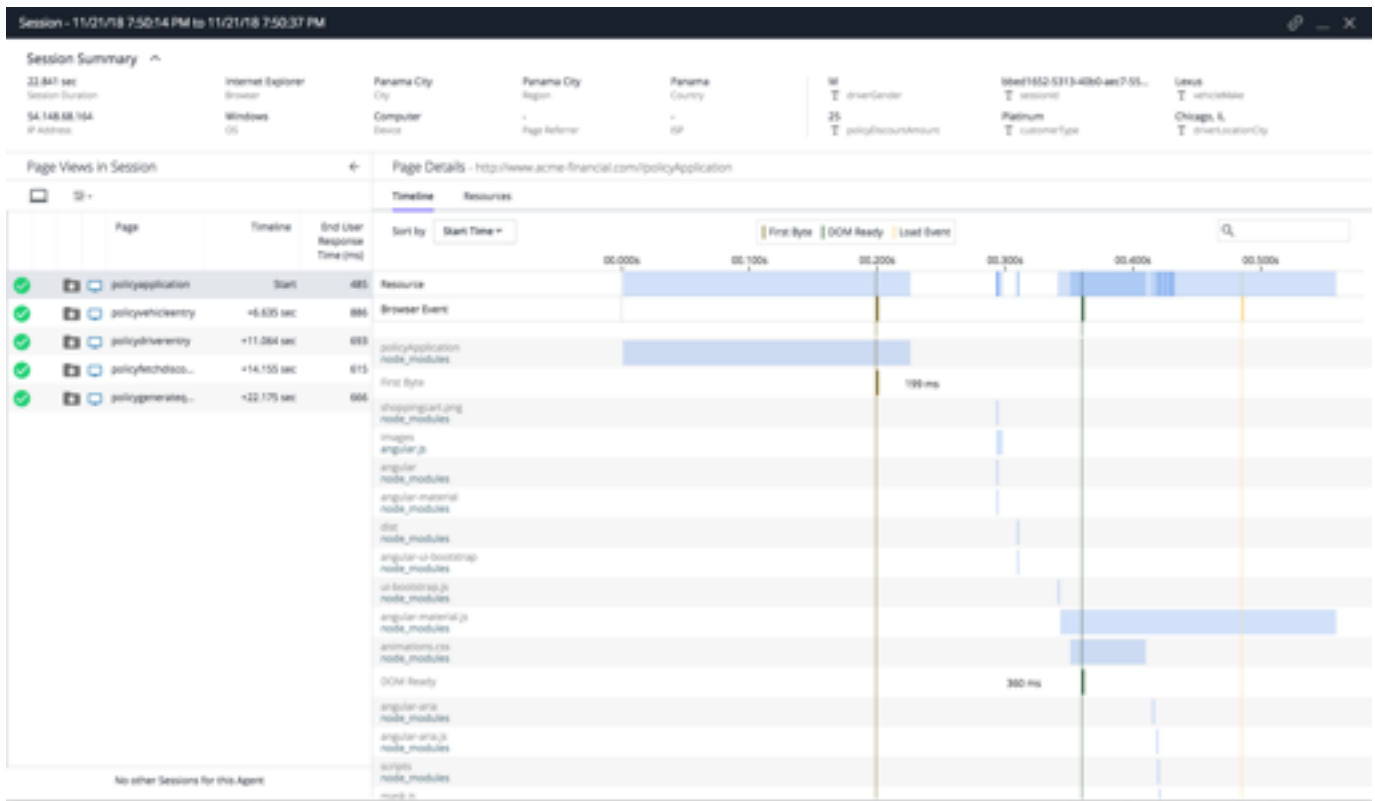 Session - 11/21/18 7:50:14 PM to 11/21/18 7:50:37 PM
Session Summary
22.841 sec
Session Duration
Internet Explorer
Browser
Panama City
City
Panama City
Region
Panama
Country
M
T driverGender
T sessionId
Lexus
T vehicleMake
54.148.68.164
IP Address
Windows
OS
Computer
Device
-
Page Referrer
-
ISP
25
T policyDiscountAmount
Platinum
T customerType
Chicago, IL
T driverLocationCity
Page Views in Session
Page Details - http://www.acme-financial.com//policyApplication
Timeline Resources
Page Timeline End User Response Time (ms)
Sort by Start Time
First Byte DOM Ready Load Event
00.000s 00.100s 00.200s 00.300s 00.400s 00.500s
policyapplication Start 485
policyvehicleentry +6.635 sec 886
policydriverentry +11.064 sec 693
policyfetchdisco... +14.155 sec 615
policygenerateq... +22.175 sec 666
Resource
Browser Event
policyApplication
node_modules
First Byte 199 ms
shoppingcart.png
node_modules
images
angular.js
angular
node_modules
angular-material
node_modules
dist
node_modules
angular-ui-bootstrap
node_modules
ui-bootstrap.js
node_modules
angular-material.js
node_modules
animations.css
node_modules
DOM Ready 360 ms
angular-aria
node_modules
angular-aria.js
node_modules
scripts
node_modules
No other Sessions for this Agent